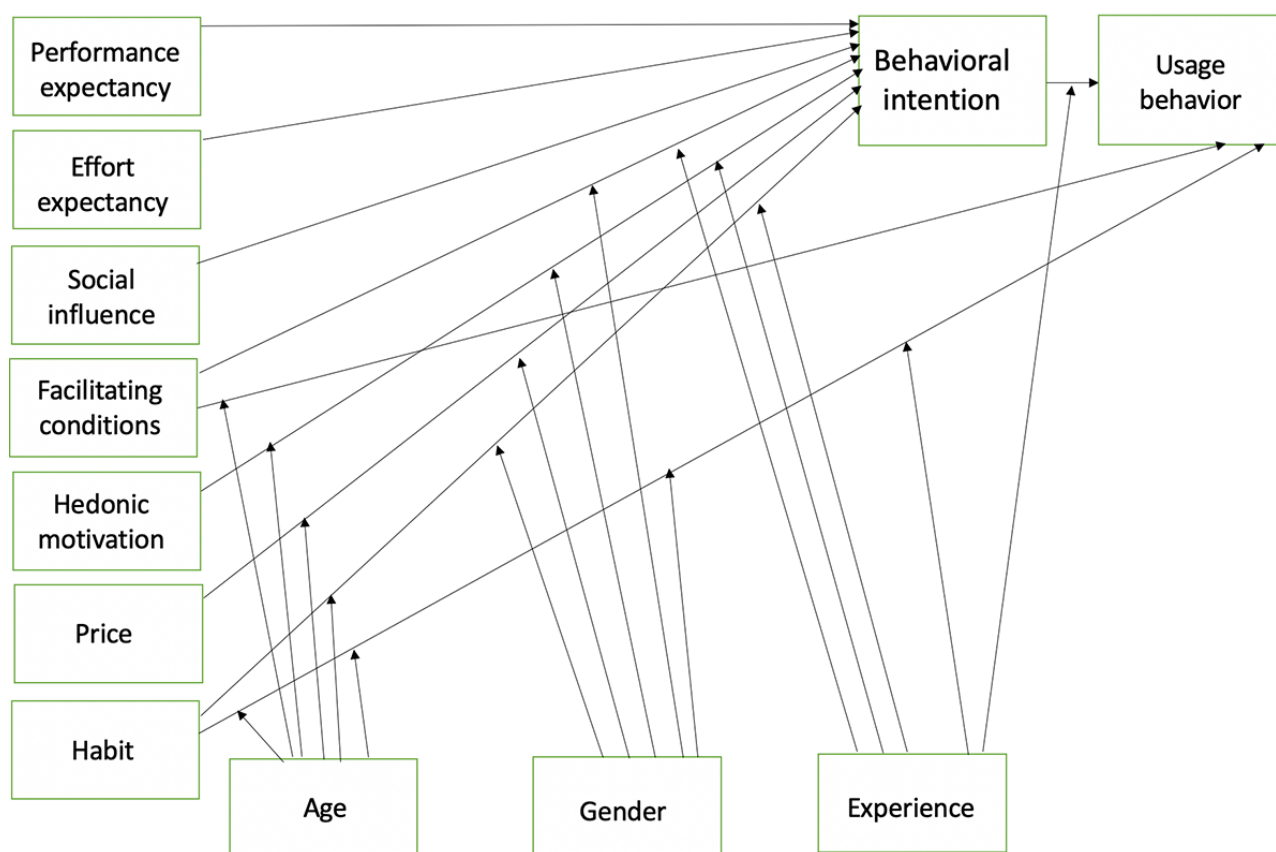 Performance
expectancy
Behavioral
intention
Usage
behavior
Effort
expectancy
Social
influence
Facilitating
conditions
Hedonic
motivation
Price
Habit
Age
Gender
Experience